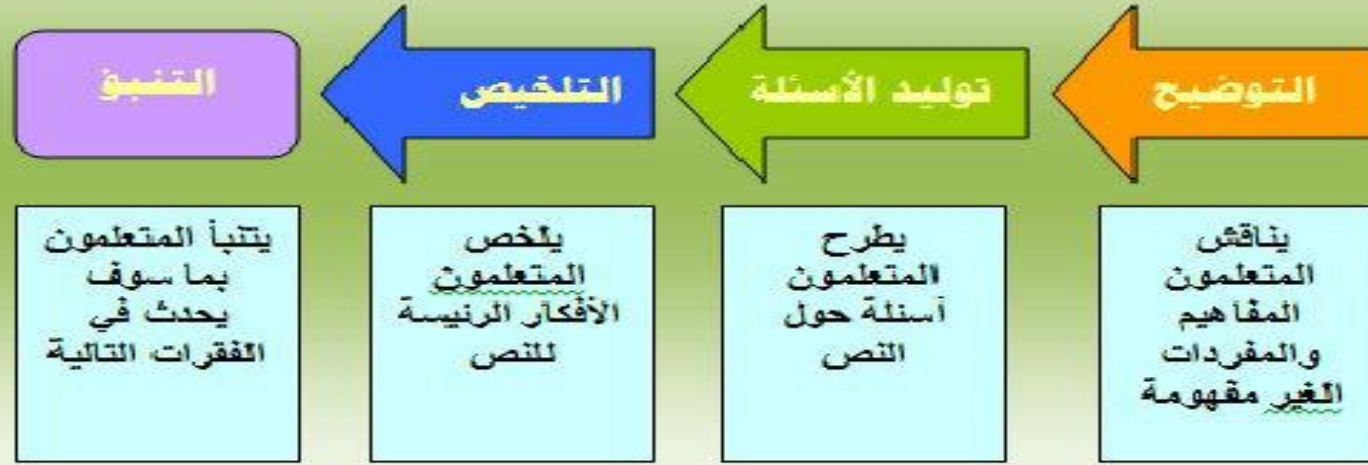 التوضيح
توليد الأسئلة
التلخيص
التنبؤ
يناقش
المتعلمون
المفاهيم
والمفردات
الغير مفهومة
يطرح
المتعلمون
أسئلة حول
النص
يلخص
المتعلمون
الأفكار الرئيسة
للنص
يتنبأ المتعلمون
بما سوف
يحدث في
الفقرات التالية